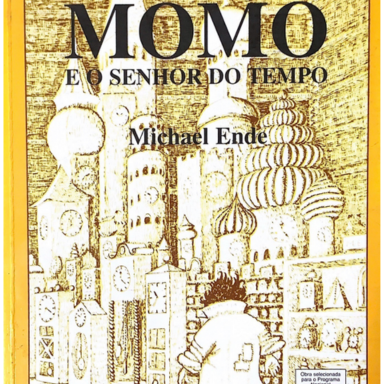 MOMO
E O SENHOR DO TEMPO
Michael Ende
Obra selecionada
para o Programa